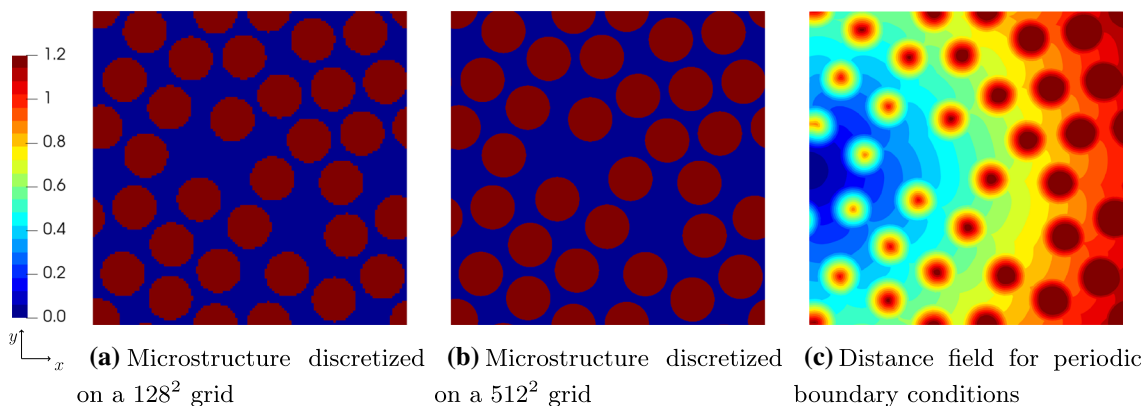 1.2
1
0.8
0.6
0.4
0.2
0.0
y
x
(a) Microstructure discretized
on a 128² grid
(b) Microstructure discretized
on a 512² grid
(c) Distance field for periodic
boundary conditions